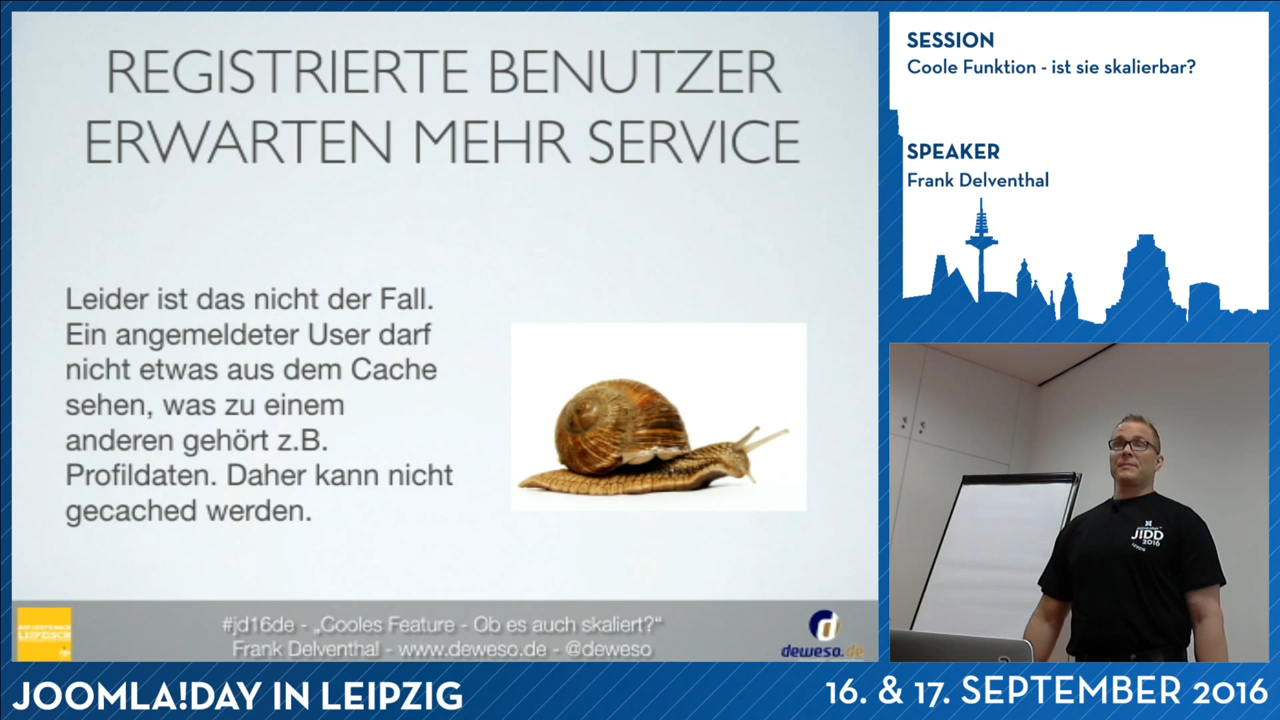 REGISTRIERTE BENUTZER
ERWARTEN MEHR SERVICE
Leider ist das nicht der Fall.
Ein angemeldeter User darf
nicht etwas aus dem Cache
sehen, was zu einem
anderen gehört z.B.
Profildaten. Daher kann nicht
gecached werden.
#jd16de - „Cooles Feature - Ob es auch skaliert?“
Frank Delventhal - www.deweso.de - @deweso
deweso.de
SESSION
Coole Funktion - ist sie skalierbar?
SPEAKER
Frank Delventhal
JIDD
2016
JOOMLA!DAY IN LEIPZIG
16. & 17. SEPTEMBER 2016